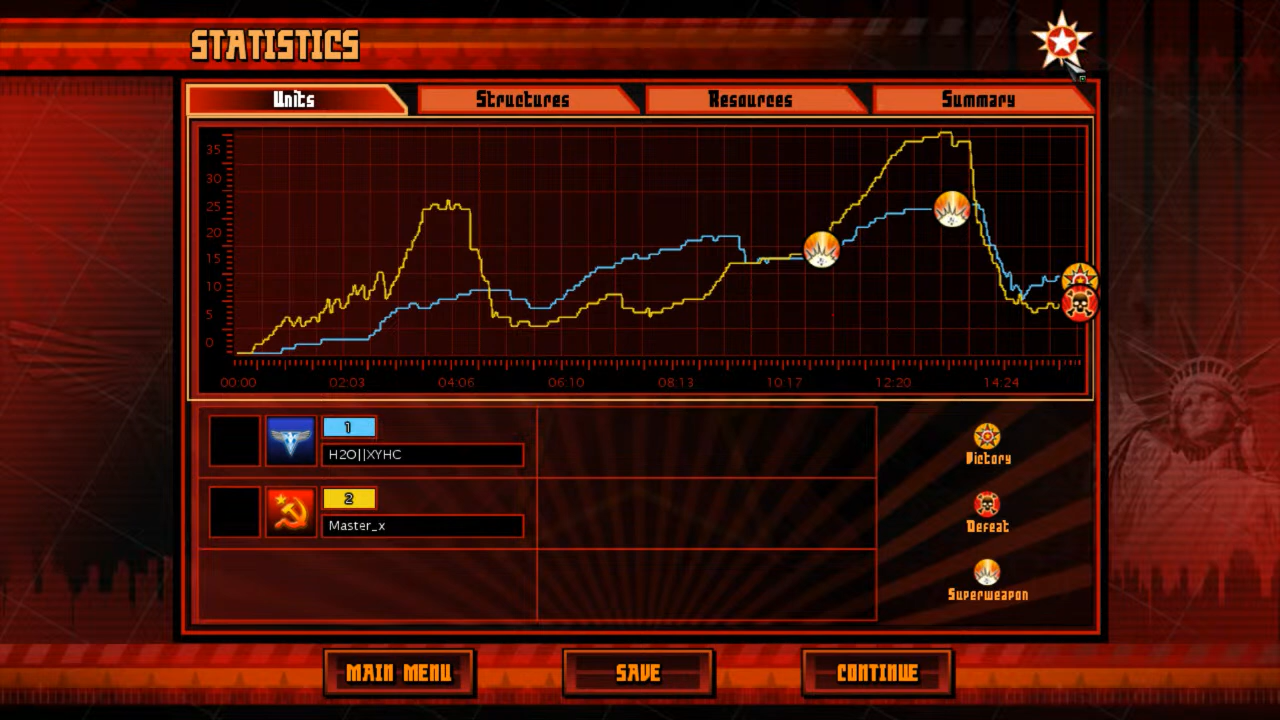 STATISTICS
Units Structures Resources Summary
35
30
25
20
15
10
5
0
00:00 02:03 04:06 06:10 08:13 10:17 12:20 14:24
1
H2O||XYHC
Victory
2
Master_x
Defeat
Superweapon
MAIN MENU SAVE CONTINUE